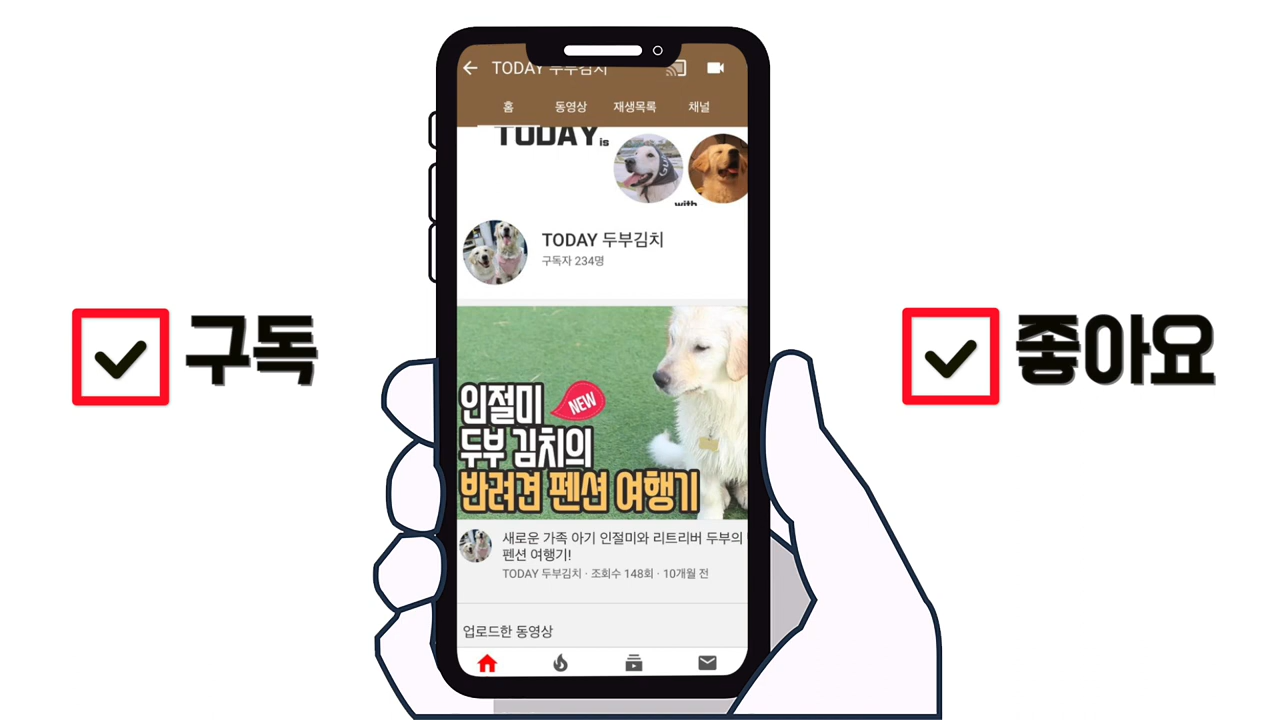 TODAY 두부김치
홈 동영상 재생목록 채널
TODAY is
with
TODAY 두부김치
구독자 234명
구독
좋아요
NEW
인절미
두부 김치의
반려견 펜션 여행기
새로운 가족 아기 인절미와 리트리버 두부의
펜션 여행기!
TODAY 두부김치 · 조회수 148회 · 10개월 전
업로드한 동영상